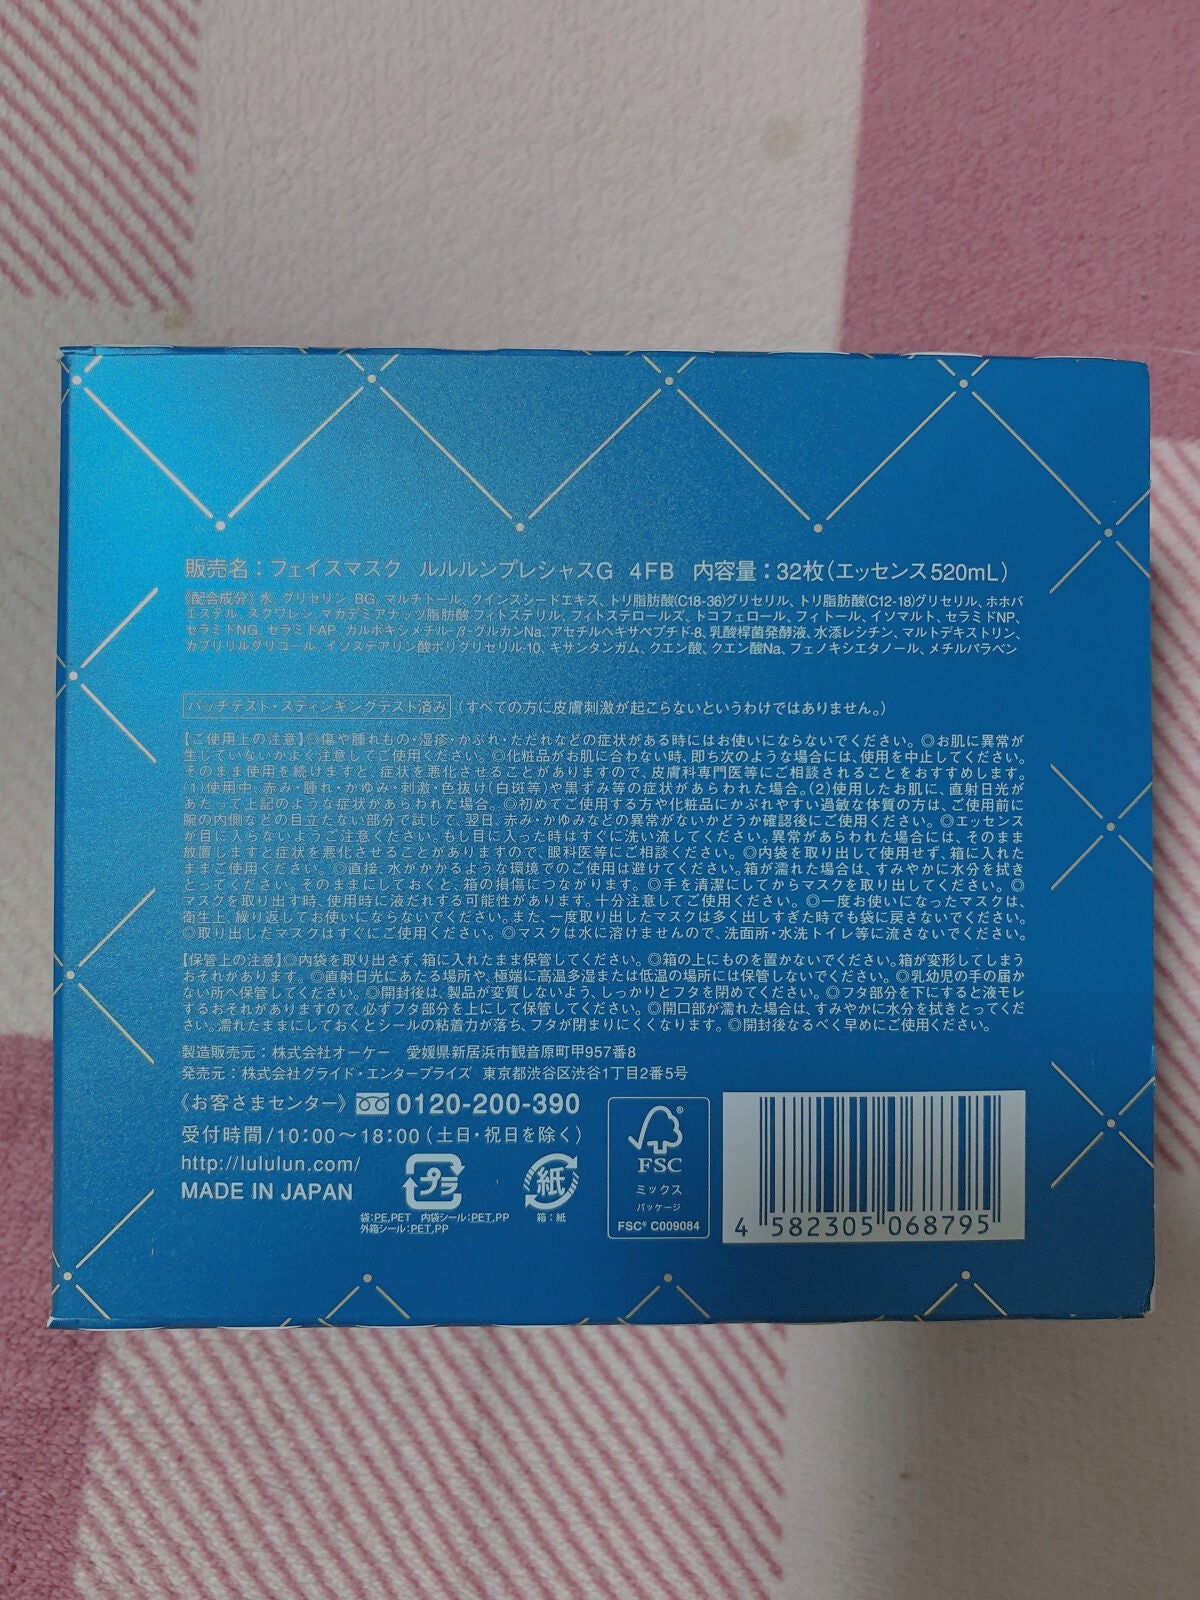 販売名：フェイスマスク ルルルンプレシャスG 4FB 内容量：32枚(エッセンス520mL)
《配合成分》水、グリセリン、BG、マルチトール、クインスシードエキス、トリ脂肪酸(C18-36)グリセリル、トリ脂肪酸(C12-18)グリセリル、ホホバ
エステル、スクワレン、マカデミアナッツ脂肪酸フィトステリル、フィトステロールズ、トコフェロール、フィトール、イソマルト、セラミドNP、
セラミドNG、セラミドAP、カルボキシメチル-β-グルカンNa、アセチルヘキサペプチド-8、乳酸桿菌発酵液、水添レシチン、マルトデキストリン、
カプリリルグリコール、イソステアリン酸ポリグリセリル-10、キサンタンガム、クエン酸、クエン酸Na、フェノキシエタノール、メチルパラベン
パッチテスト・スティンギングテスト済み (すべての方に皮膚刺激が起こらないというわけではありません。)
【ご使用上の注意】◎傷や腫れもの・湿疹・かぶれ・ただれなどの症状がある時にはお使いにならないでください。◎お肌に異常が
生じていないかよく注意してご使用ください。◎化粧品がお肌に合わない時、即ち次のような場合には、使用を中止してください。
そのまま使用を続けますと、症状を悪化させることがありますので、皮膚科専門医等にご相談されることをおすすめします。
(1)使用中、赤み・腫れ・かゆみ・刺激・色抜け(白斑等)や黒ずみ等の症状があらわれた場合。(2)使用したお肌に、直射日光が
あたって上記のような症状があらわれた場合。◎初めてご使用する方や化粧品にかぶれやすい過敏な体質の方は、ご使用前に
腕の内側などの目立たない部分で試して、翌日、赤み・かゆみなどの異常がないかどうか確認後にご使用ください。◎エッセンス
が目に入らないようご注意ください。もし目に入った時はすぐに洗い流してください。異常があらわれた場合には、そのまま
放置しますと症状を悪化させることがありますので、眼科医等にご相談ください。◎内袋を取り出して使用せず、箱に入れた
ままご使用ください。◎直接、水がかかるような環境でのご使用は避けてください。箱が濡れた場合は、すみやかに水分を拭き
とってください。そのままにしておくと、箱の損傷につながります。◎手を清潔にしてからマスクを取り出してください。◎
マスクを取り出す時、使用時に液だれする可能性があります。十分注意してご使用ください。◎一度お使いになったマスクは、
衛生上、繰り返してお使いにならないでください。また、一度取り出したマスクは多く出しすぎた時でも袋に戻さないでください。
◎取り出したマスクはすぐにご使用ください。◎マスクは水に溶けませんので、洗面所・水洗トイレ等に流さないでください。
【保管上の注意】◎内袋を取り出さず、箱に入れたまま保管してください。◎箱の上にものを置かないでください。箱が変形してしまう
おそれがあります。◎直射日光にあたる場所や、極端に高温多湿または低温の場所には保管しないでください。◎乳幼児の手の届か
ない所へ保管してください。◎開封後は、製品が変質しないよう、しっかりとフタを閉めてください。◎フタ部分を下にすると液モレ
するおそれがありますので、必ずフタ部分を上にして保管してください。◎開口部が濡れた場合は、すみやかに水分を拭きとってくだ
さい。濡れたままにしておくとシールの粘着力が落ち、フタが閉まりにくくなります。◎開封後なるべく早めにご使用ください。
製造販売元：株式会社オーケー 愛媛県新居浜市観音原町甲957番8
発売元：株式会社グライド・エンタープライズ 東京都渋谷区渋谷1丁目2番5号
《お客さまセンター》 0120-200-390
受付時間/10:00～18:00(土日・祝日を除く)
http://lululun.com/
MADE IN JAPAN
プラ
袋：PE,PET 内袋シール：PET,PP
外箱シール：PET,PP
紙
箱：紙
FSC
ミックス
パッケージ
FSC® C009084
4 582305 068795